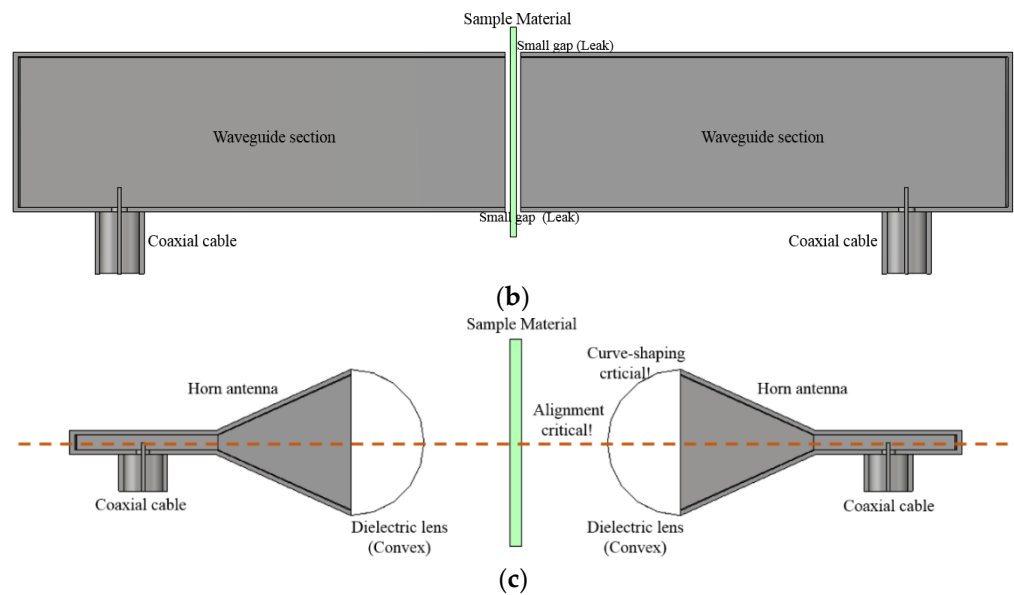 Sample Material
Small gap (Leak)
Waveguide section
Waveguide section
Small gap (Leak)
Coaxial cable
Coaxial cable
(b)
Sample Material
Curve-shaping
crticial!
Horn antenna
Horn antenna
Alignment
critical!
Coaxial cable
Coaxial cable
Dielectric lens
(Convex)
Dielectric lens
(Convex)
(c)